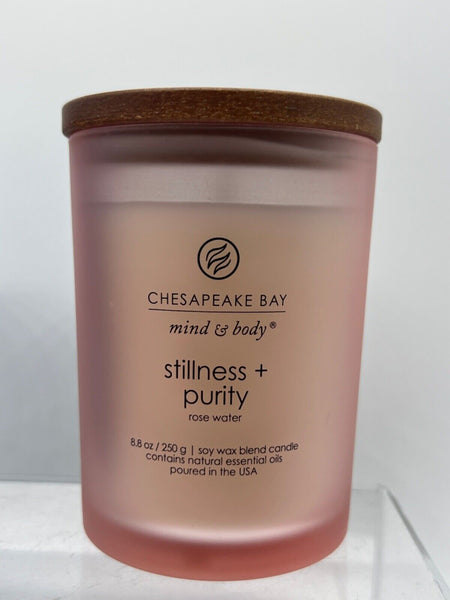 CHESAPEAKE BAY
mind & body®
stillness +
purity
rose water
8.8 oz / 250 g | soy wax blend candle
contains natural essential oils
poured in the USA